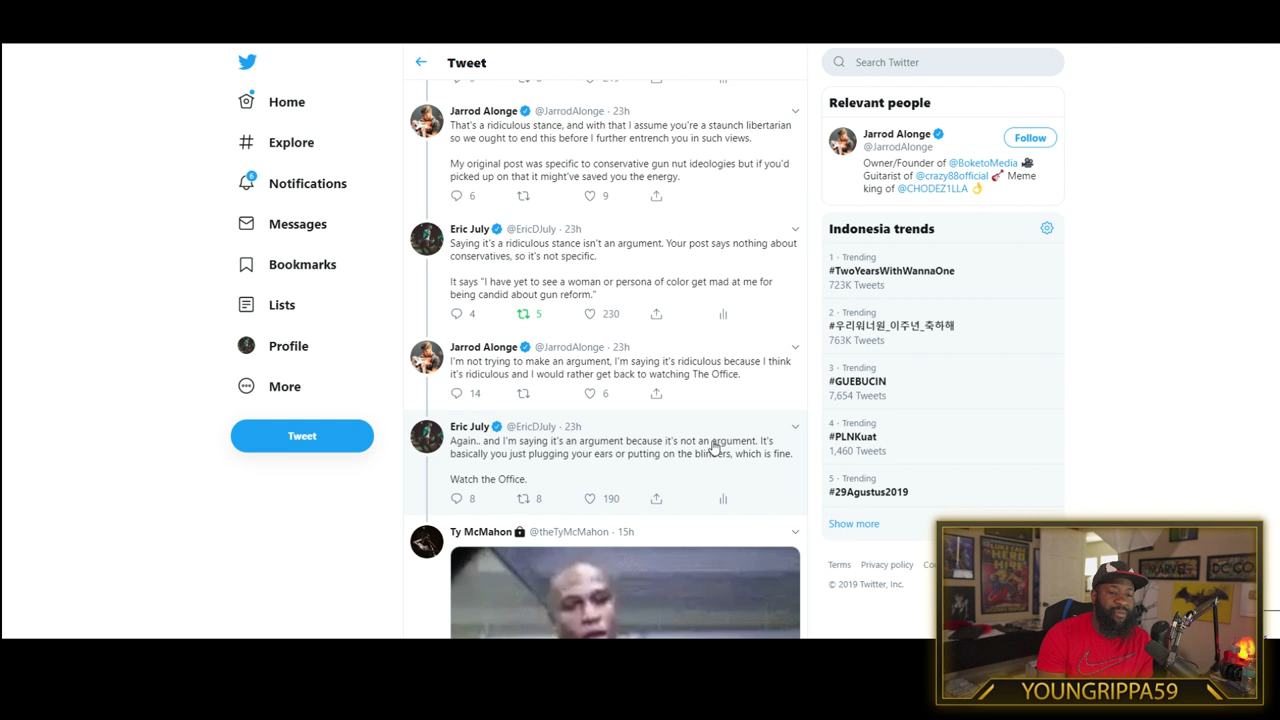 Home
Explore
6
Notifications
Messages
Bookmarks
Lists
Profile
More
Tweet
Tweet
Jarrod Alonge @JarrodAlonge · 23h
That's a ridiculous stance, and with that I assume you're a staunch libertarian
so we ought to end this before I further entrench you in such views.
My original post was specific to conservative gun nut ideologies but if you'd
picked up on that it might've saved you the energy.
6 9
Eric July @EricDJuly · 23h
Saying it's a ridiculous stance isn't an argument. Your post says nothing about
conservatives, so it's not specific.
It says "I have yet to see a woman or persona of color get mad at me for
being candid about gun reform."
4 5 230
Jarrod Alonge @JarrodAlonge · 23h
I'm not trying to make an argument, I'm saying it's ridiculous because I think
it's ridiculous and I would rather get back to watching The Office.
14 6
Eric July @EricDJuly · 23h
Again.. and I'm saying it's an argument because it's not an argument. It's
basically you just plugging your ears or putting on the blinders, which is fine.
Watch the Office.
8 8 190
Ty McMahon @theTyMcMahon · 15h
Search Twitter
Relevant people
Jarrod Alonge
@JarrodAlonge
Follow
Owner/Founder of @BoketoMedia
Guitarist of @crazy88official Meme
king of @CHODEZ1LLA
Indonesia trends
1 · Trending
#TwoYearsWithWannaOne
723K Tweets
2 · Trending
#우리워너원_이주년_축하해
763K Tweets
3 · Trending
#GUEBUCIN
7,654 Tweets
4 · Trending
#PLNKuat
1,460 Tweets
5 · Trending
#29Agustus2019
Show more
Terms Privacy policy
© 2019 Twitter, Inc.
LUKE CAGE
HERO
HIRE
MARVEL
DC CO
YOUNGRIPPA59